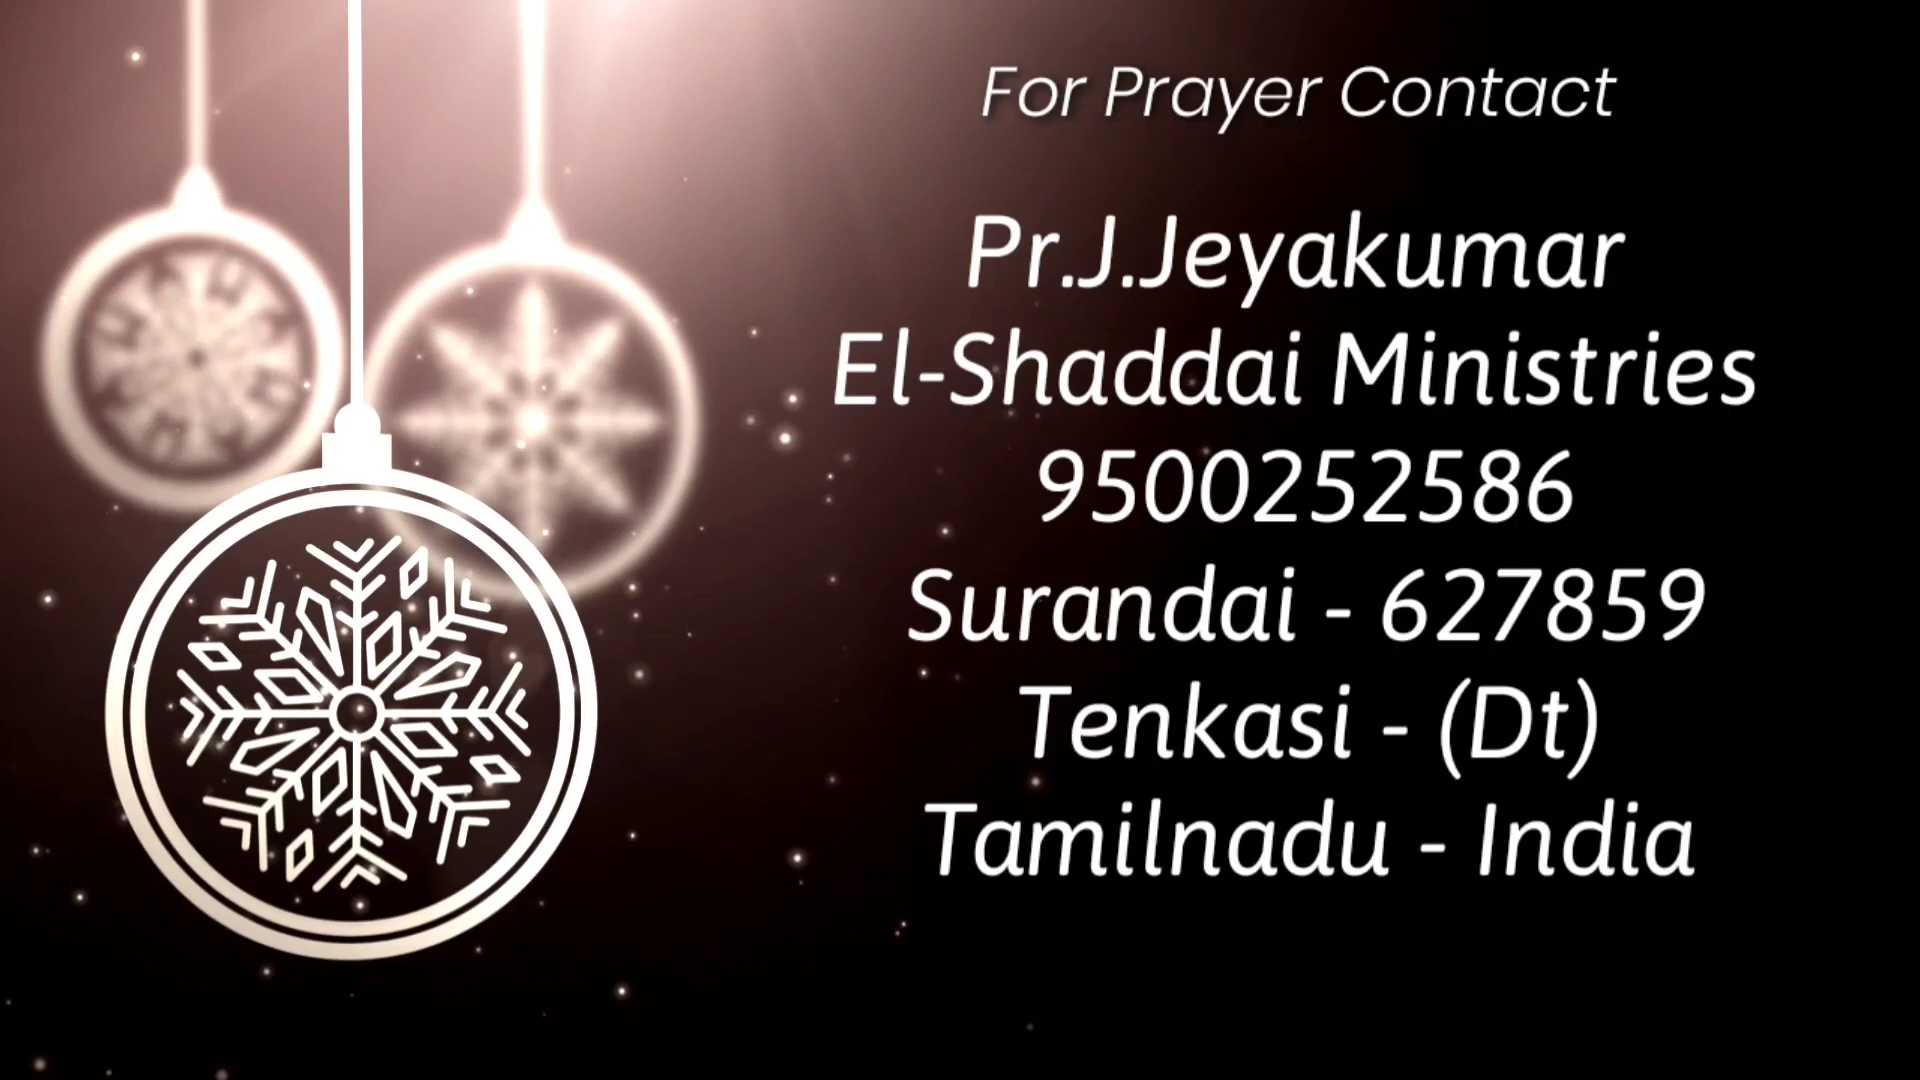 For Prayer Contact
Pr.J.Jeyakumar
El-Shaddai Ministries
9500252586
Surandai - 627859
Tenkasi - (Dt)
Tamilnadu - India